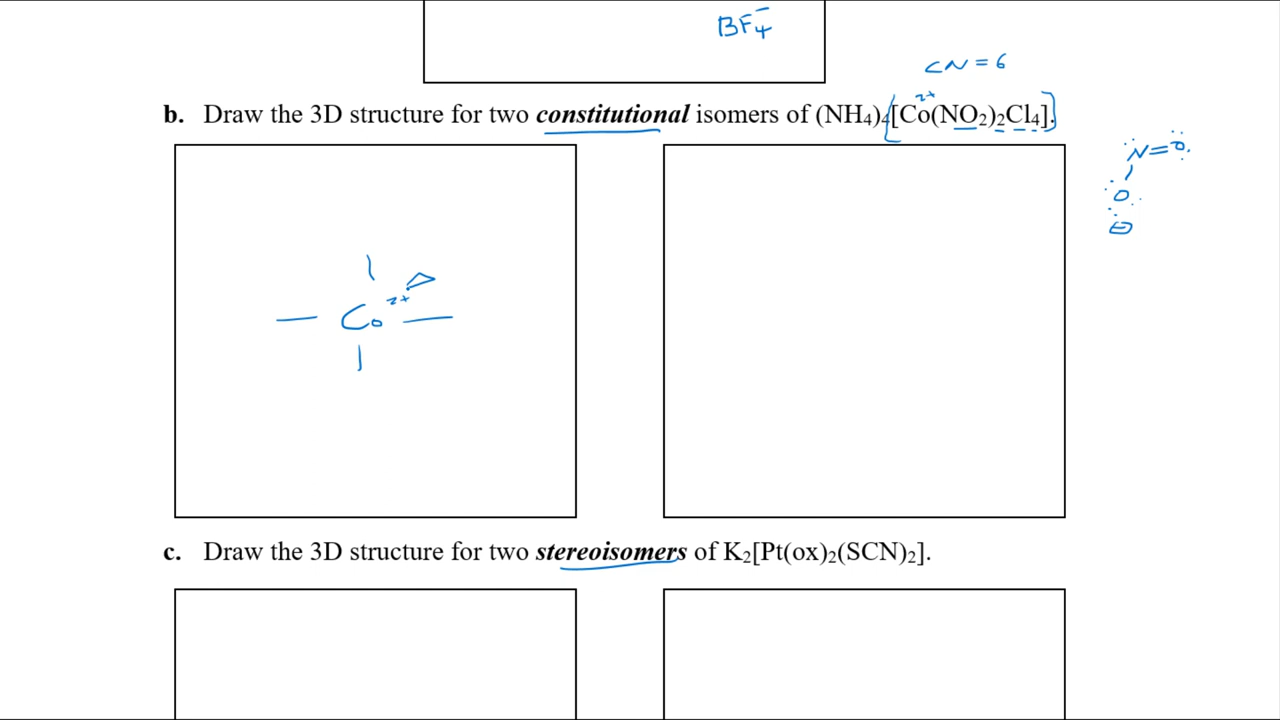 BF₄⁻
CN = 6
2+
b. Draw the 3D structure for two constitutional isomers of (NH₄)₄[Co(NO₂)₂Cl₄].
N=O
O
⊖
Co²⁺
c. Draw the 3D structure for two stereoisomers of K₂[Pt(ox)₂(SCN)₂].